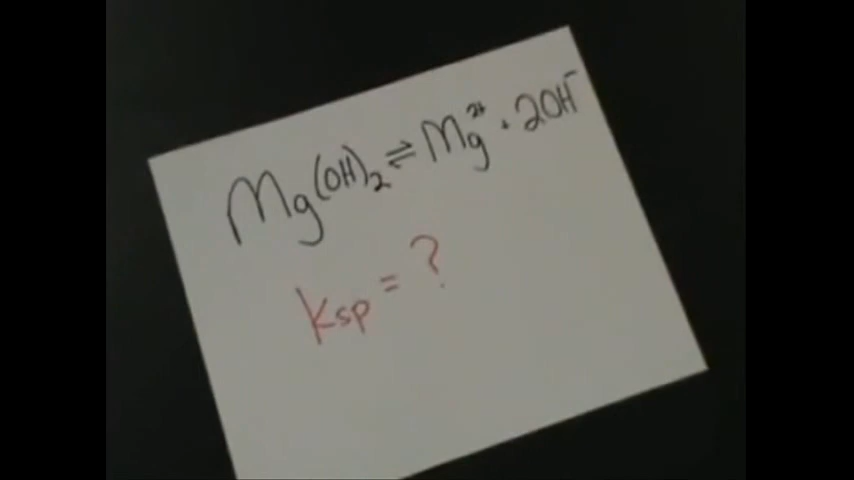 Mg(OH)₂ ⇌ Mg²⁺ + 2OH⁻
Ksp = ?